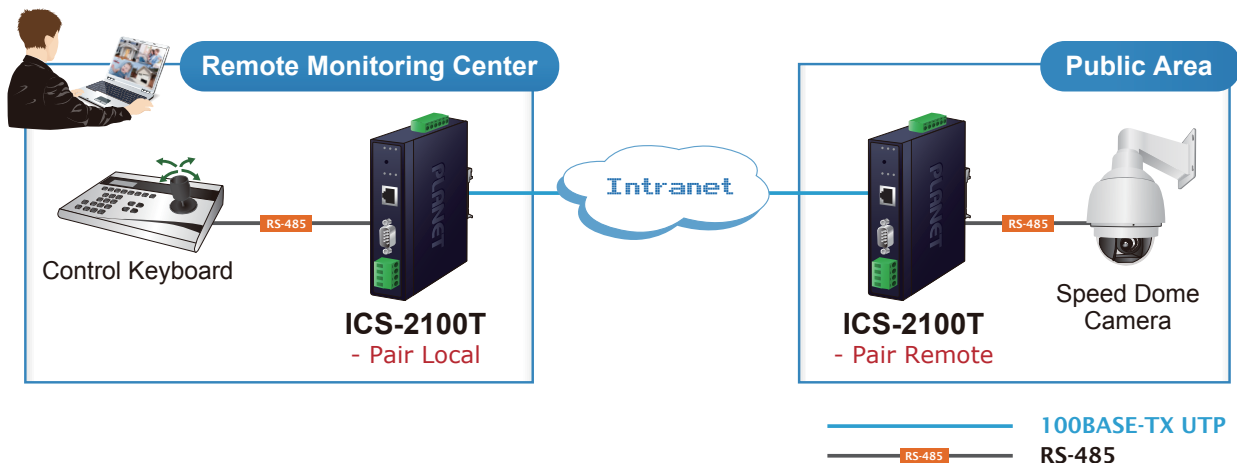 Remote Monitoring Center
Public Area
PLANET
Intranet
PLANET
RS-485
RS-485
Control Keyboard
Speed Dome
Camera
ICS-2100T
- Pair Local
ICS-2100T
- Pair Remote
100BASE-TX UTP
RS-485
RS-485